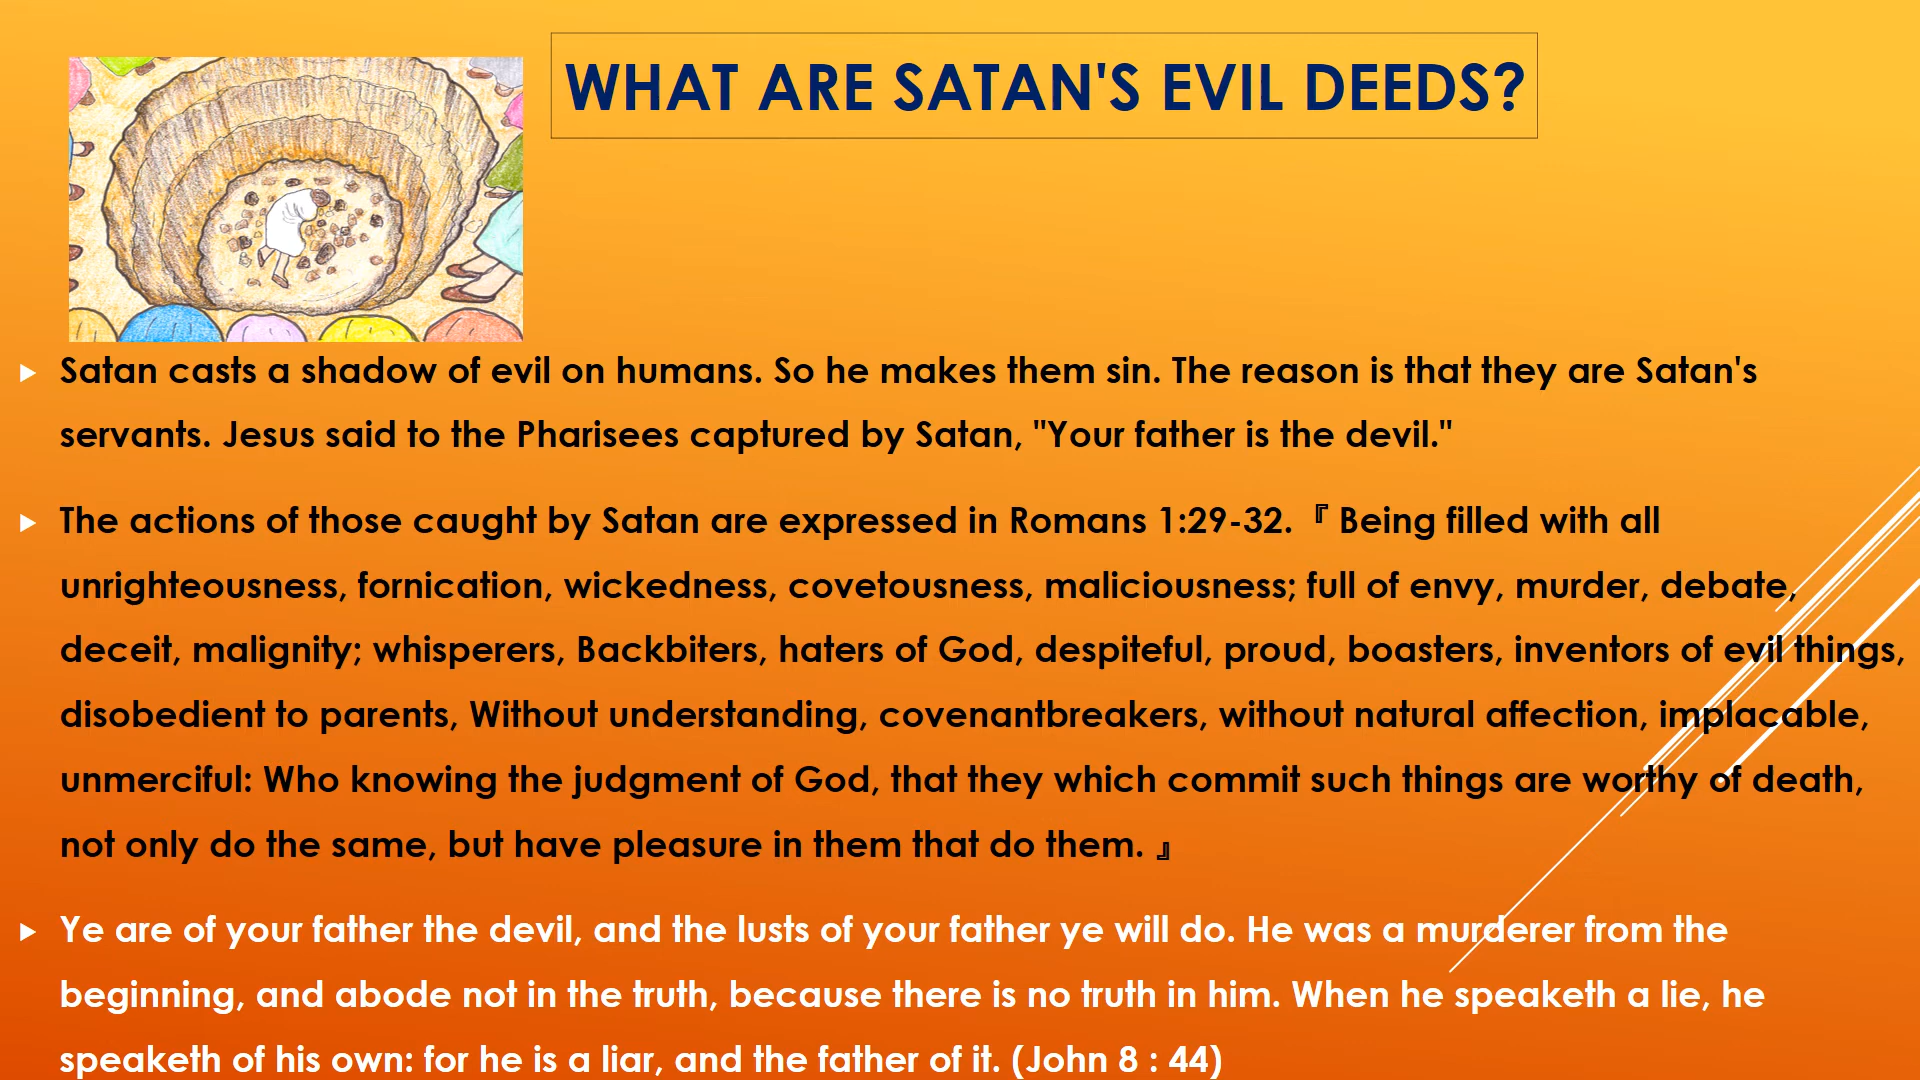 WHAT ARE SATAN'S EVIL DEEDS?
Satan casts a shadow of evil on humans. So he makes them sin. The reason is that they are Satan's
servants. Jesus said to the Pharisees captured by Satan, "Your father is the devil."
The actions of those caught by Satan are expressed in Romans 1:29-32. 『 Being filled with all
unrighteousness, fornication, wickedness, covetousness, maliciousness; full of envy, murder, debate,
deceit, malignity; whisperers, Backbiters, haters of God, despiteful, proud, boasters, inventors of evil things,
disobedient to parents, Without understanding, covenantbreakers, without natural affection, implacable,
unmerciful: Who knowing the judgment of God, that they which commit such things are worthy of death,
not only do the same, but have pleasure in them that do them. 』
Ye are of your father the devil, and the lusts of your father ye will do. He was a murderer from the
beginning, and abode not in the truth, because there is no truth in him. When he speaketh a lie, he
speaketh of his own: for he is a liar, and the father of it. (John 8 : 44)